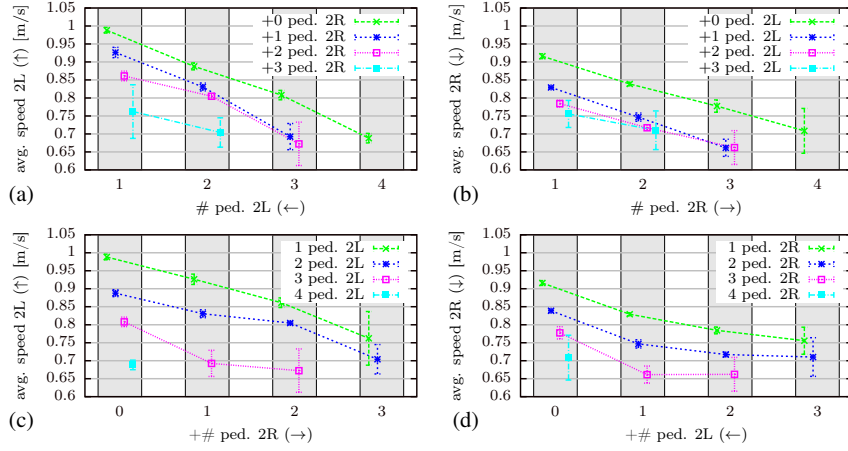 avg. speed 2L (↑) [m/s]
1.05
1
0.95
0.9
0.85
0.8
0.75
0.7
0.65
0.6
+0 ped. 2R
+1 ped. 2R
+2 ped. 2R
+3 ped. 2R
1 2 3 4
(a) # ped. 2L (←)
avg. speed 2R (↓) [m/s]
1.05
1
0.95
0.9
0.85
0.8
0.75
0.7
0.65
0.6
+0 ped. 2L
+1 ped. 2L
+2 ped. 2L
+3 ped. 2L
1 2 3 4
(b) # ped. 2R (→)
avg. speed 2L (↑) [m/s]
1.05
1
0.95
0.9
0.85
0.8
0.75
0.7
0.65
0.6
1 ped. 2L
2 ped. 2L
3 ped. 2L
4 ped. 2L
0 1 2 3
(c) +# ped. 2R (→)
avg. speed 2R (↓) [m/s]
1.05
1
0.95
0.9
0.85
0.8
0.75
0.7
0.65
0.6
1 ped. 2R
2 ped. 2R
3 ped. 2R
4 ped. 2R
0 1 2 3
(d) +# ped. 2L (←)